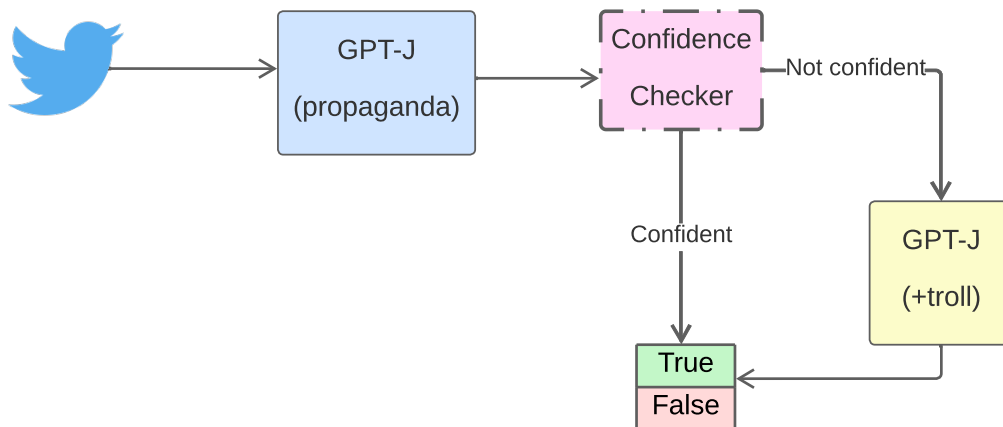 GPT-J
(propaganda)
Confidence
Checker
Not confident
Confident
GPT-J
(+troll)
True
False